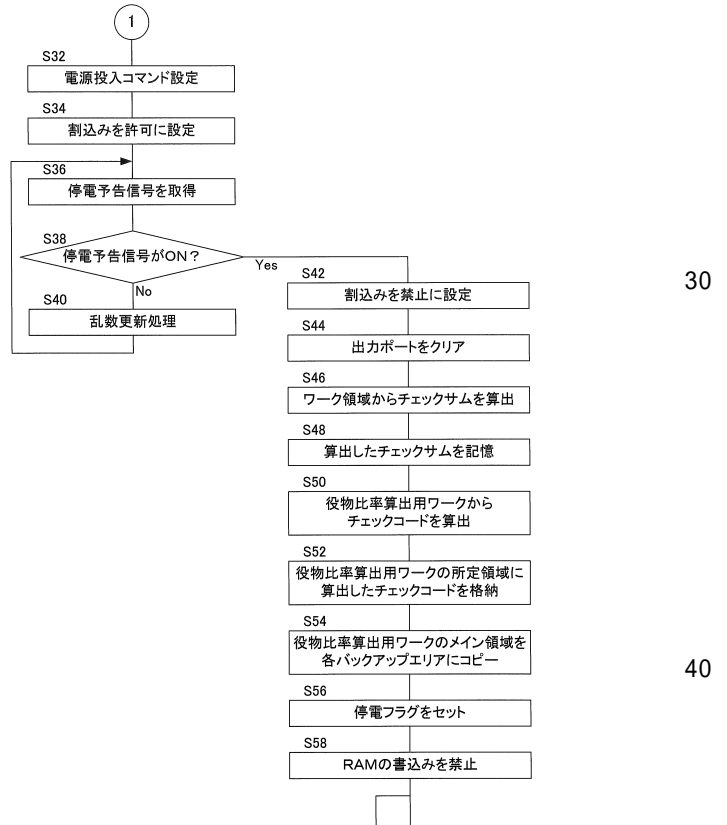 1
S32
電源投入コマンド設定
S34
割込みを許可に設定
S36
停電予告信号を取得
S38
停電予告信号がON?
Yes
No
S40
乱数更新処理
S42
割込みを禁止に設定
S44
出力ポートをクリア
S46
ワーク領域からチェックサムを算出
S48
算出したチェックサムを記憶
S50
役物比率算出用ワークから
チェックコードを算出
S52
役物比率算出用ワークの所定領域に
算出したチェックコードを格納
S54
役物比率算出用ワークのメイン領域を
各バックアップエリアにコピー
S56
停電フラグをセット
S58
RAMの書込みを禁止
30
40